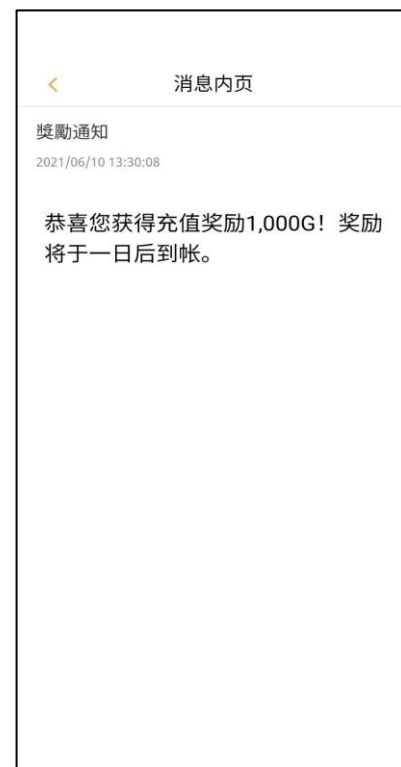 消息内页
獎勵通知
2021/06/10 13:30:08
恭喜您获得充值奖励1,000G！奖励
将于一日后到帐。